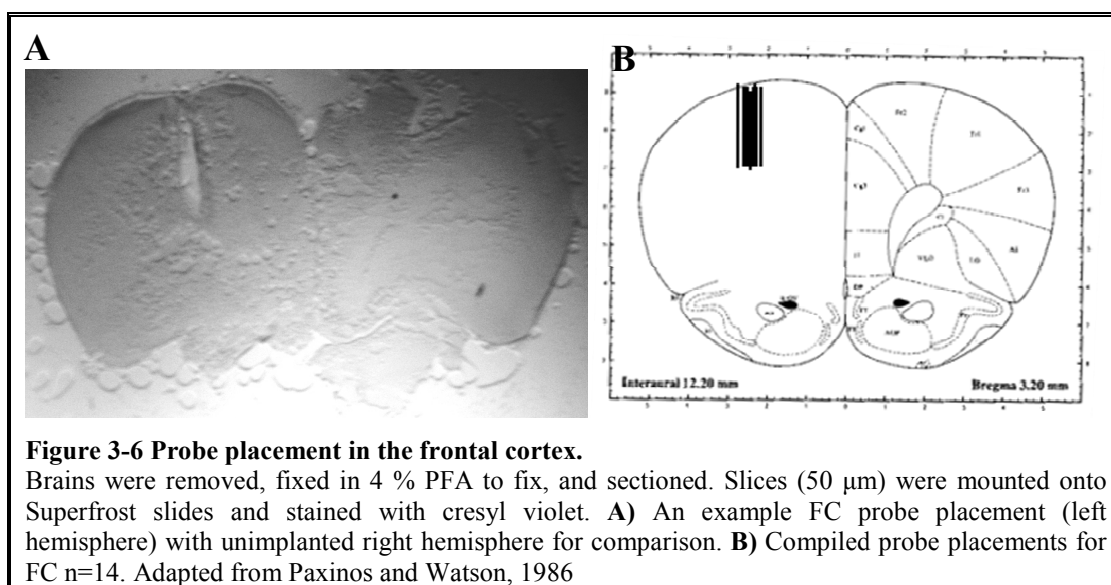 A
B
Cg1
Cg3
Fr2
Interaural 12.20 mm
Bregma 3.20 mm
Figure 3-6 Probe placement in the frontal cortex.
Brains were removed, fixed in 4 % PFA to fix, and sectioned. Slices (50 μm) were mounted onto
Superfrost slides and stained with cresyl violet. A) An example FC probe placement (left
hemisphere) with unimplanted right hemisphere for comparison. B) Compiled probe placements for
FC n=14. Adapted from Paxinos and Watson, 1986